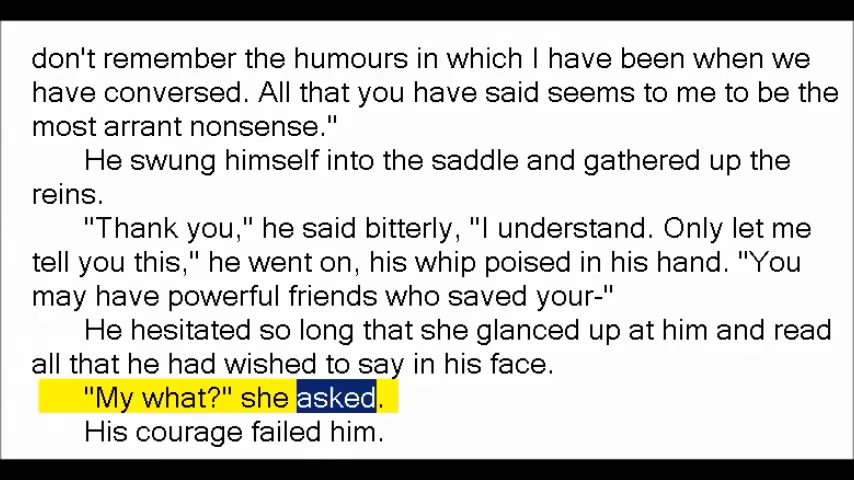 don't remember the humours in which I have been when we
have conversed. All that you have said seems to me to be the
most arrant nonsense."
He swung himself into the saddle and gathered up the
reins.
"Thank you," he said bitterly, "I understand. Only let me
tell you this," he went on, his whip poised in his hand. "You
may have powerful friends who saved your-"
He hesitated so long that she glanced up at him and read
all that he had wished to say in his face.
"My what?" she asked.
His courage failed him.